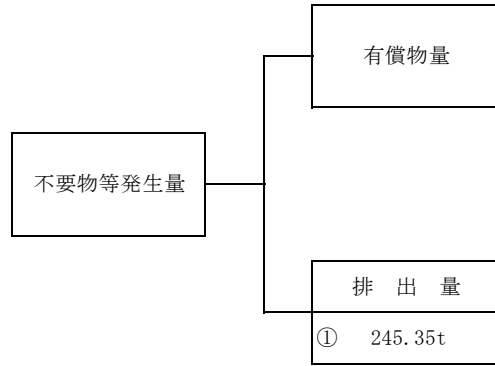 有償物量
不要物等発生量
排 出 量
① 245.35t